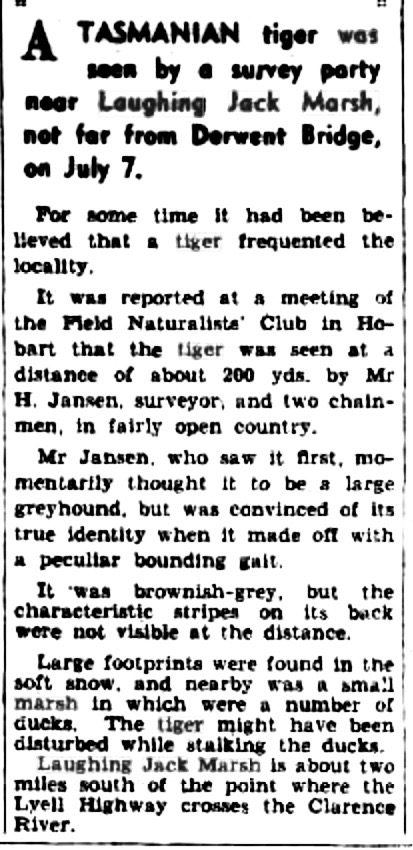 A TASMANIAN tiger was
seen by a survey party
near Laughing Jack Marsh,
not far from Derwent Bridge,
on July 7.
For some time it had been be-
lieved that a tiger frequented the
locality.
It was reported at a meeting of
the Field Naturalists' Club in Ho-
bart that the tiger was seen at a
distance of about 200 yds. by Mr
H. Jansen, surveyor, and two chain-
men, in fairly open country.
Mr Jansen, who saw it first, mo-
mentarily thought it to be a large
greyhound, but was convinced of its
true identity when it made off with
a peculiar bounding gait.
It was brownish-grey, but the
characteristic stripes on its back
were not visible at the distance.
Large footprints were found in the
soft snow, and nearby was a small
marsh in which were a number of
ducks. The tiger might have been
disturbed while stalking the ducks.
Laughing Jack Marsh is about two
miles south of the point where the
Lyell Highway crosses the Clarence
River.